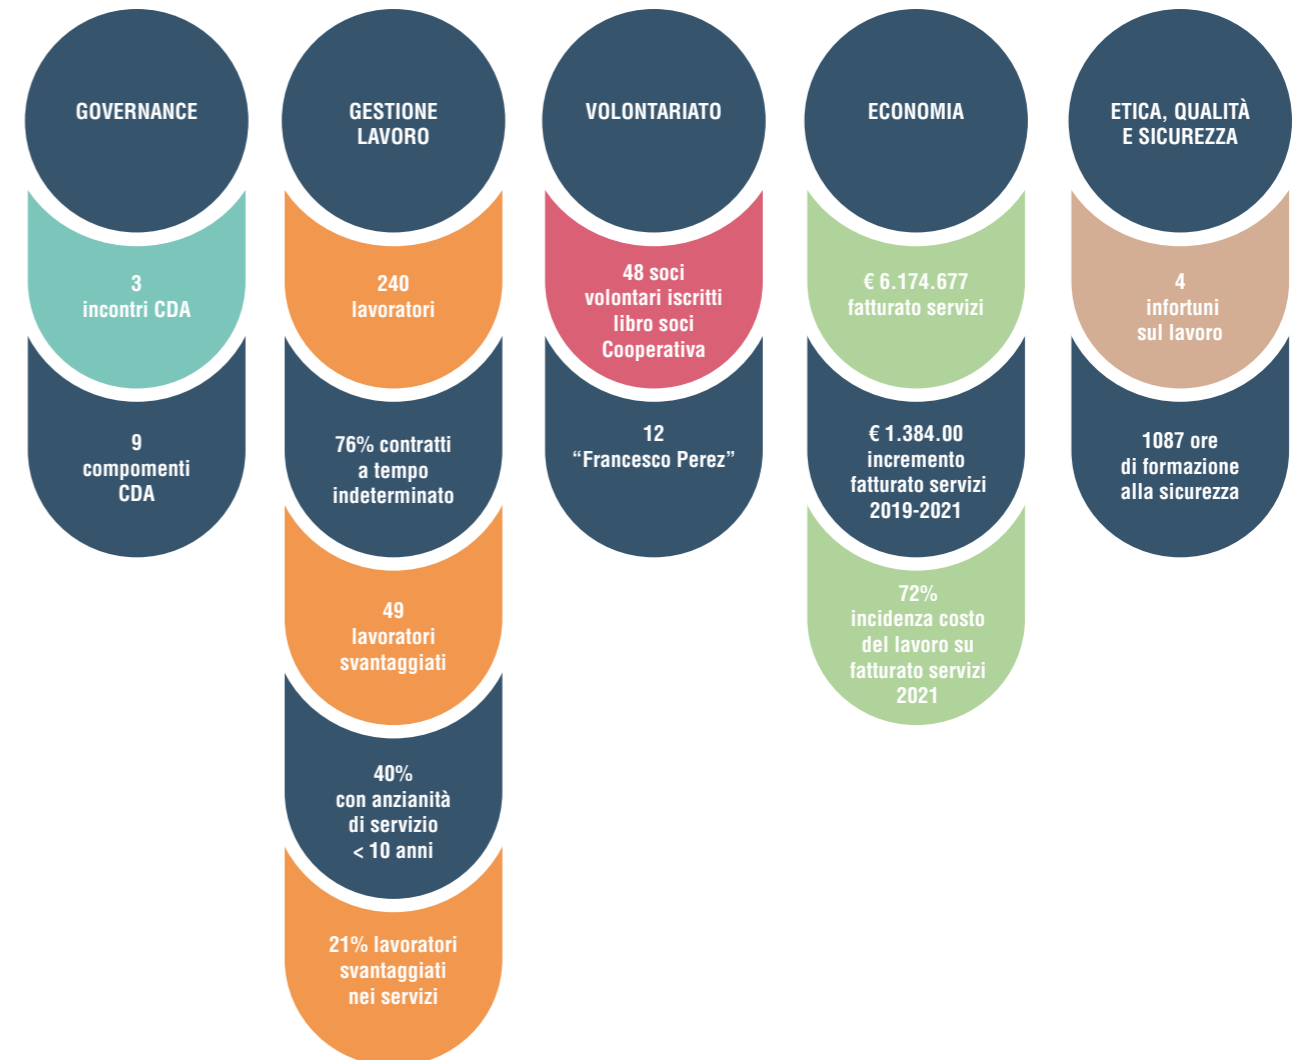 GOVERNANCE
3
incontri CDA
9
compomenti
CDA
GESTIONE
LAVORO
240
lavoratori
76% contratti
a tempo
indeterminato
49
lavoratori
svantaggiati
40%
con anzianità
di servizio
< 10 anni
21% lavoratori
svantaggiati
nei servizi
VOLONTARIATO
48 soci
volontari iscritti
libro soci
Cooperativa
12
“Francesco Perez”
ECONOMIA
€ 6.174.677
fatturato servizi
€ 1.384.00
incremento
fatturato servizi
2019-2021
72%
incidenza costo
del lavoro su
fatturato servizi
2021
ETICA, QUALITÀ
E SICUREZZA
4
infortuni
sul lavoro
1087 ore
di formazione
alla sicurezza